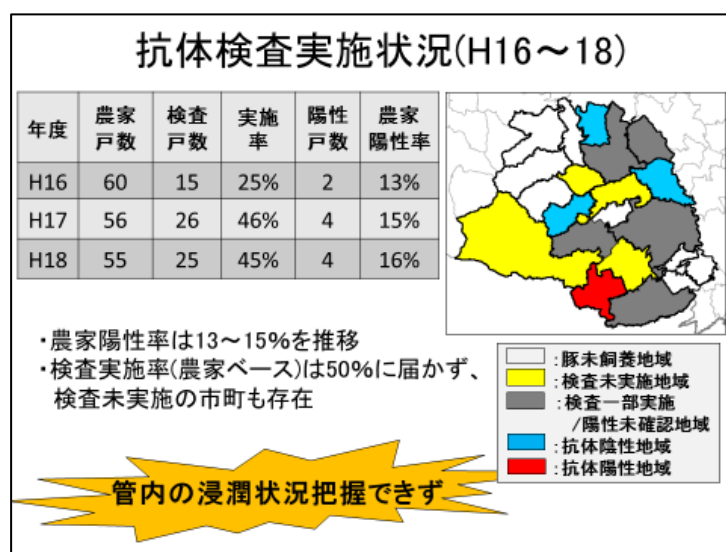 抗体検査実施状況(H16～18)
年度 農家戸数 検査戸数 実施率 陽性戸数 農家陽性率
H16 60 15 25% 2 13%
H17 56 26 46% 4 15%
H18 55 25 45% 4 16%
・農家陽性率は13～15%を推移
・検査実施率(農家ベース)は50%に届かず、
検査未実施の市町も存在
:豚未飼養地域
:検査未実施地域
:検査一部実施
/陽性未確認地域
:抗体陰性地域
:抗体陽性地域
管内の浸潤状況把握できず